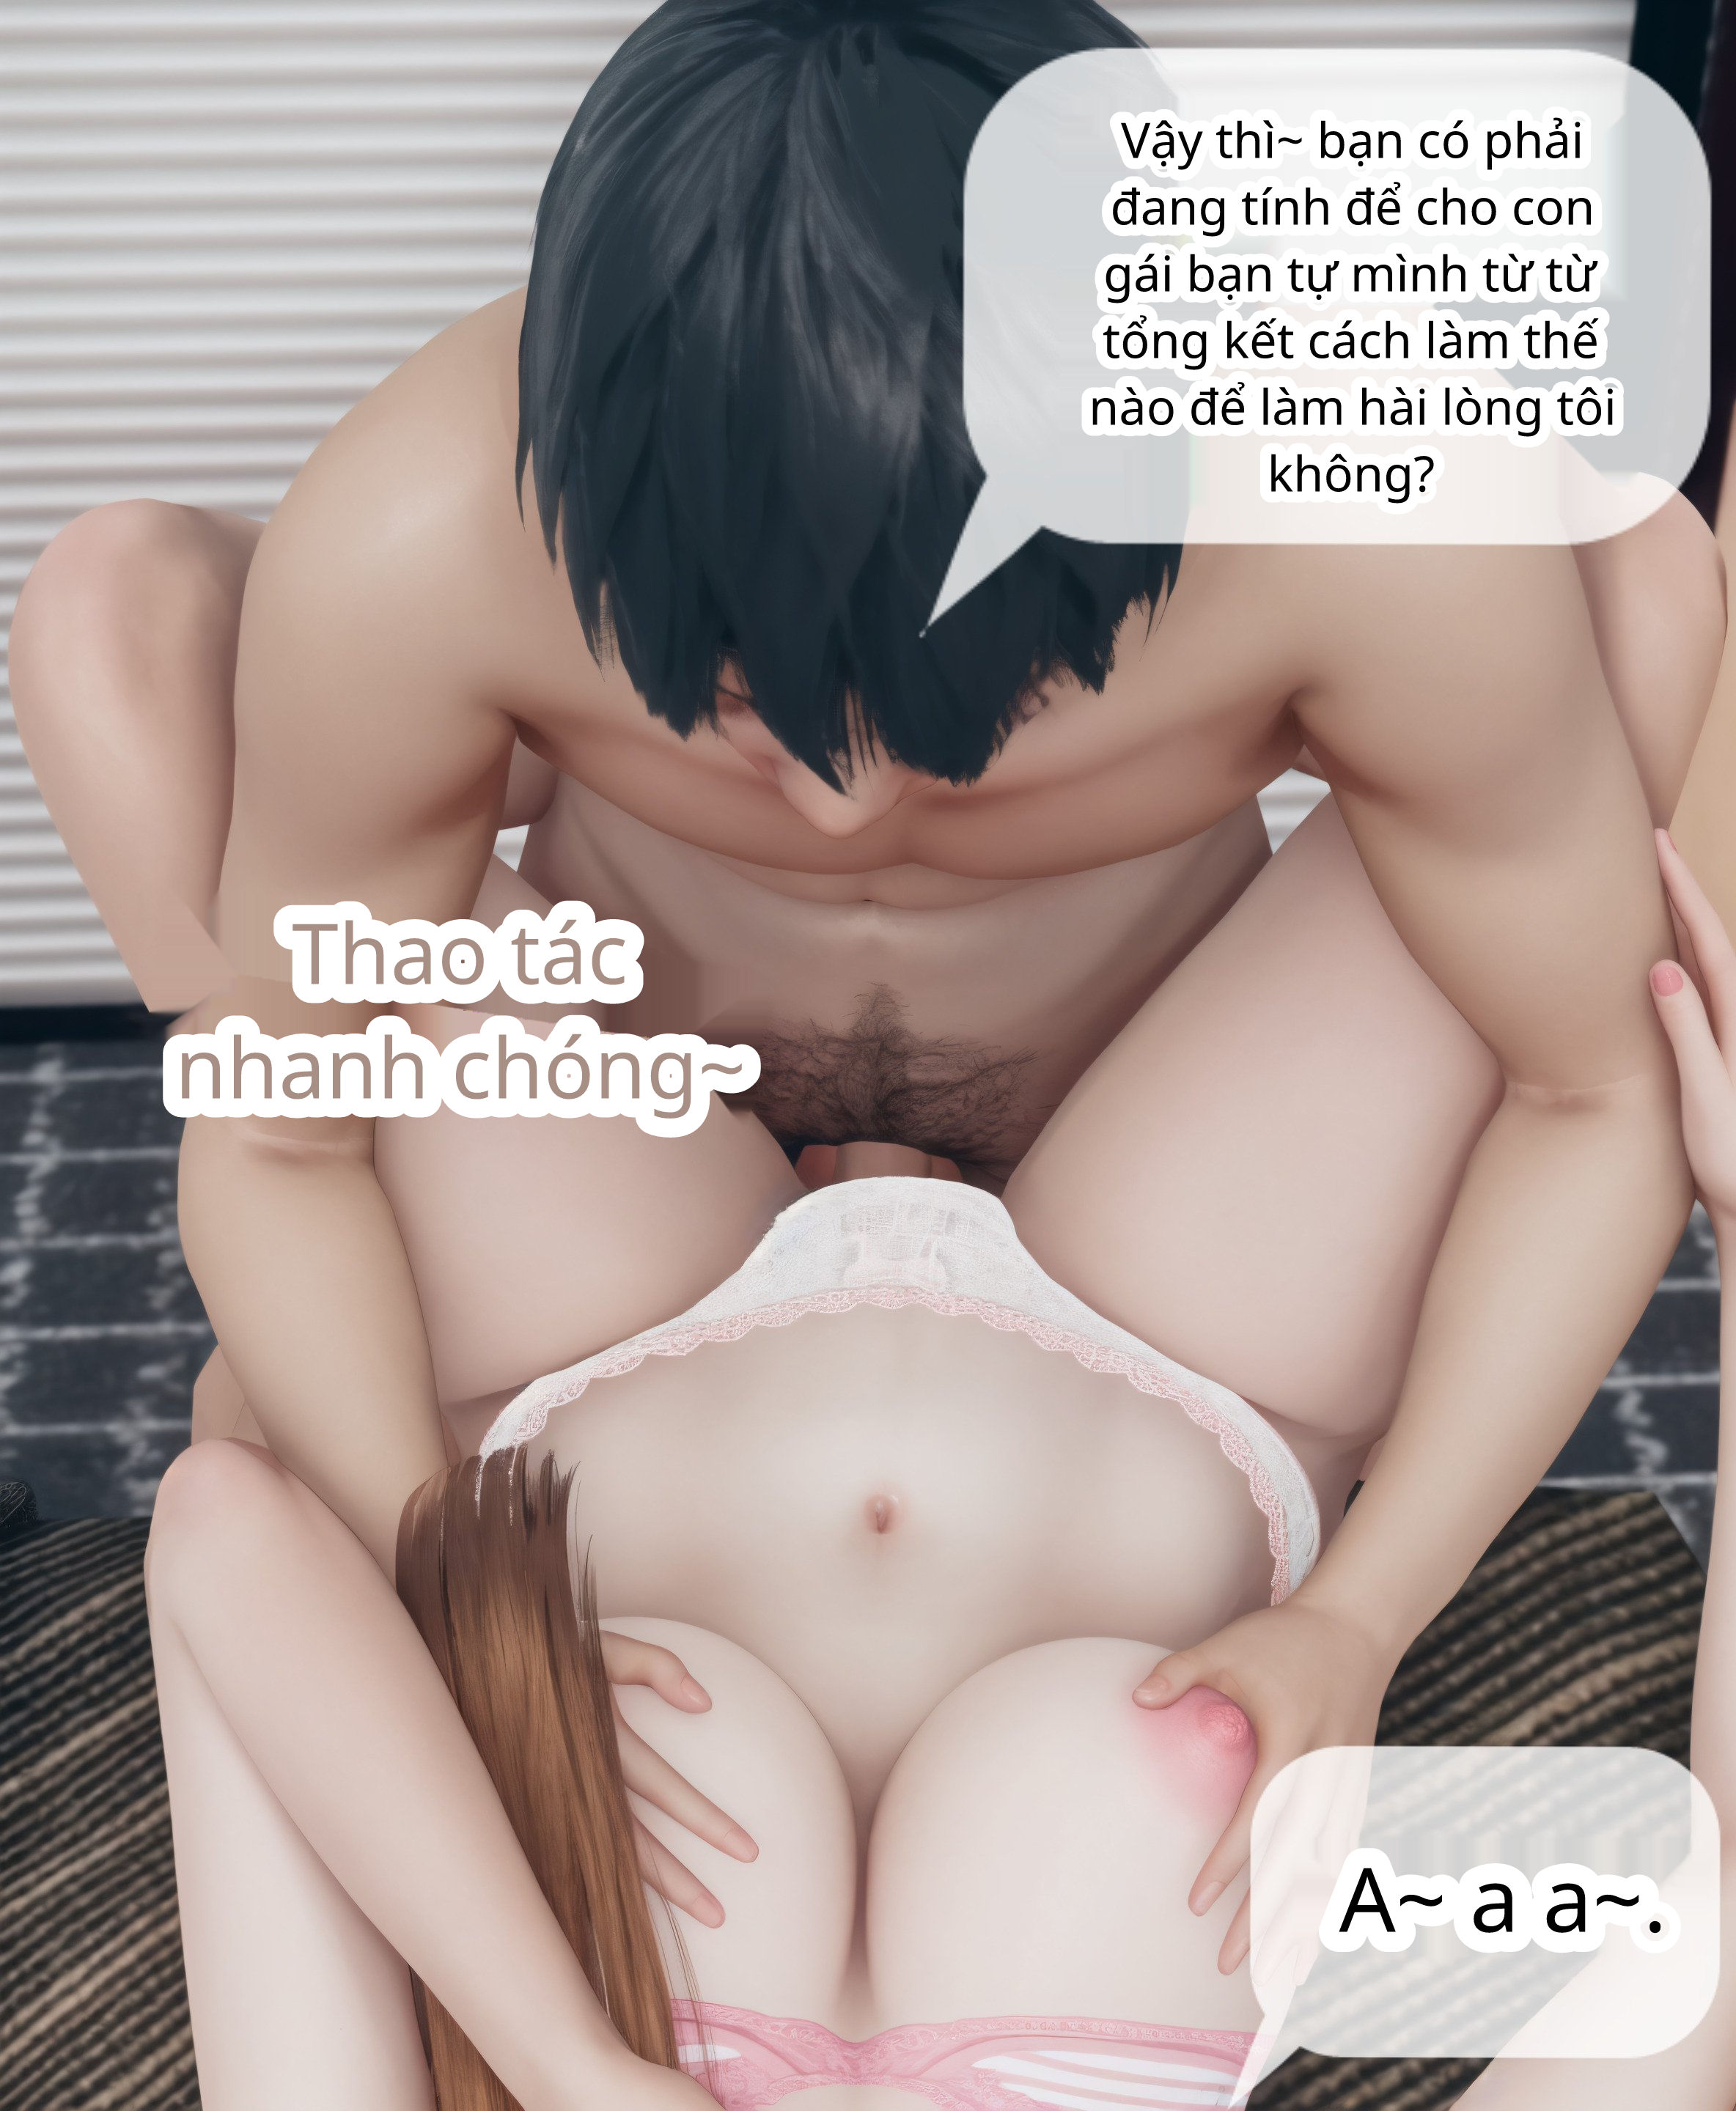 Vậy thì~ bạn có phải
đang tính để cho con
gái bạn tự mình từ từ
tổng kết cách làm thế
nào để làm hài lòng tôi
không?
Thao tác
nhanh chóng~
A~ a a~.